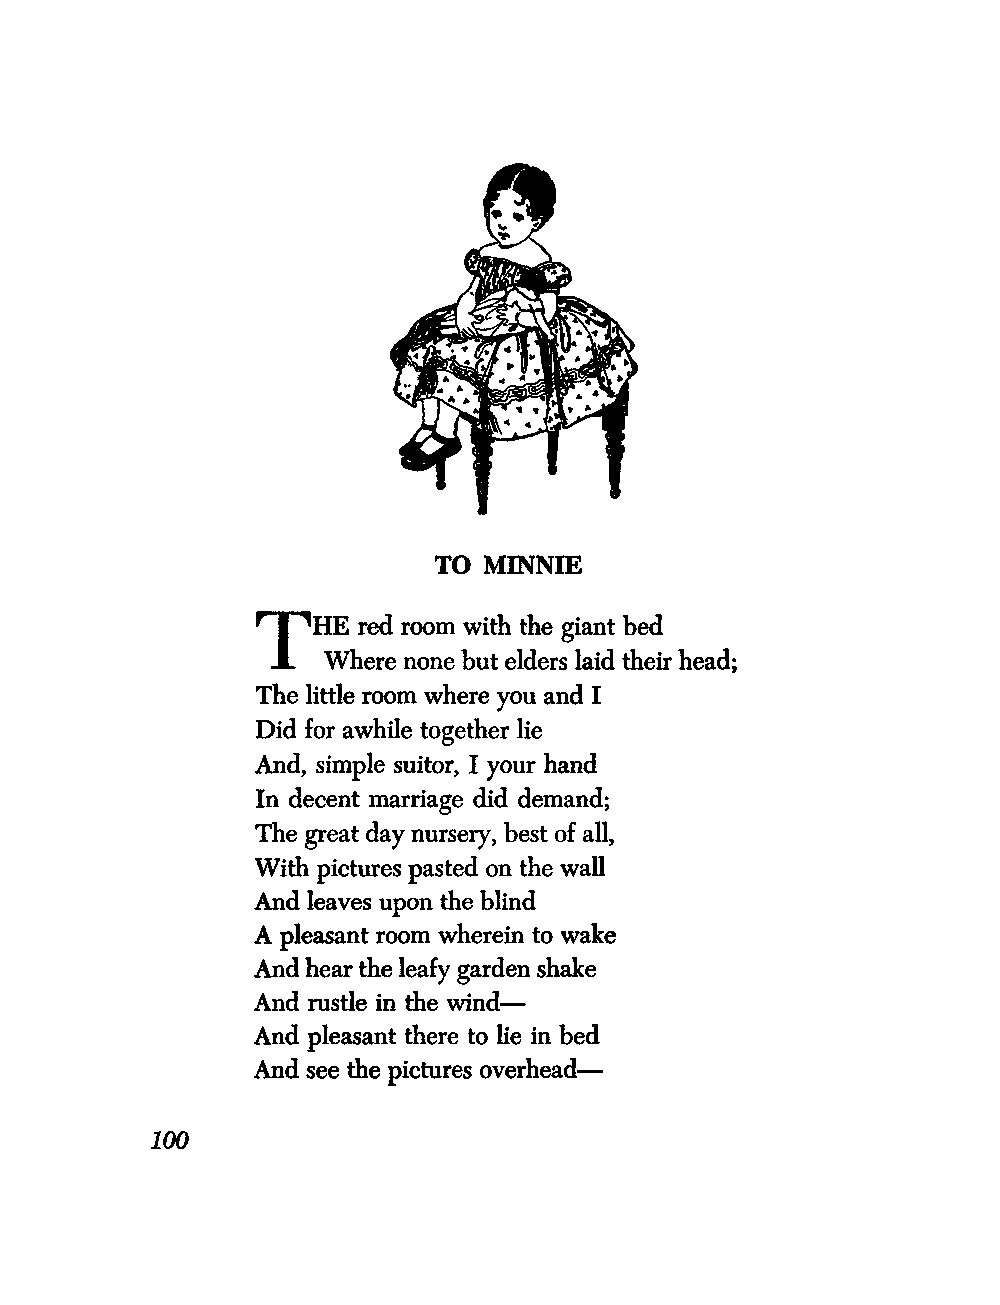 TO MINNIE
THE red room with the giant bed
Where none but elders laid their head;
The little room where you and I
Did for awhile together lie
And, simple suitor, I your hand
In decent marriage did demand;
The great day nursery, best of all,
With pictures pasted on the wall
And leaves upon the blind
A pleasant room wherein to wake
And hear the leafy garden shake
And rustle in the wind—
And pleasant there to lie in bed
And see the pictures overhead—
100